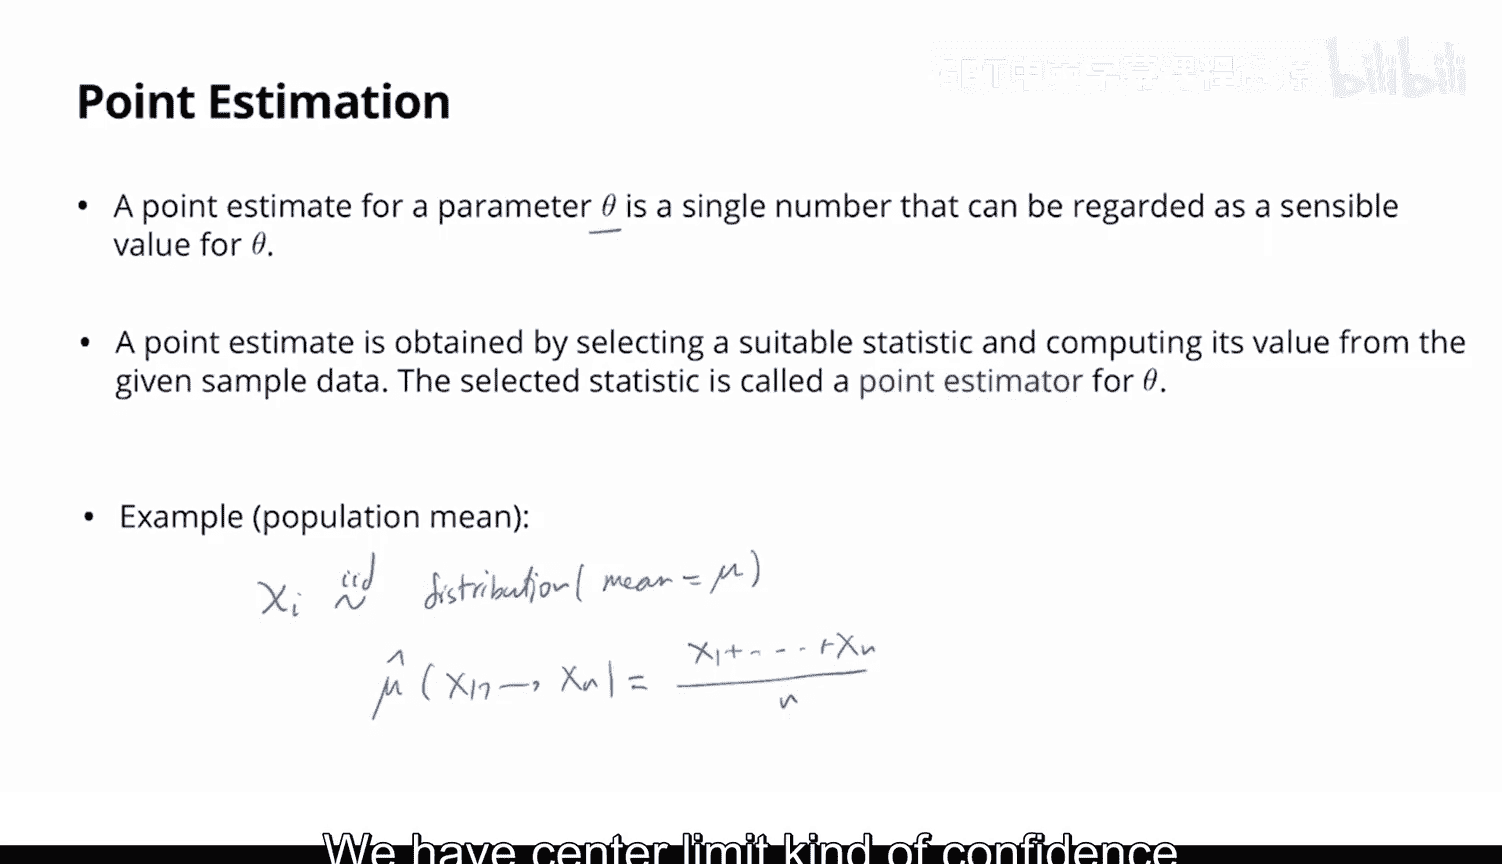 bilibili
Point Estimation
• A point estimate for a parameter θ is a single number that can be regarded as a sensible
value for θ.
• A point estimate is obtained by selecting a suitable statistic and computing its value from the
given sample data. The selected statistic is called a point estimator for θ.
• Example (population mean):
Xi iid ~ distribution( mean = μ )
μ̂ ( X1, —, Xn ) = X1 + - - - · + Xn
n
We have center limit kind of confidence